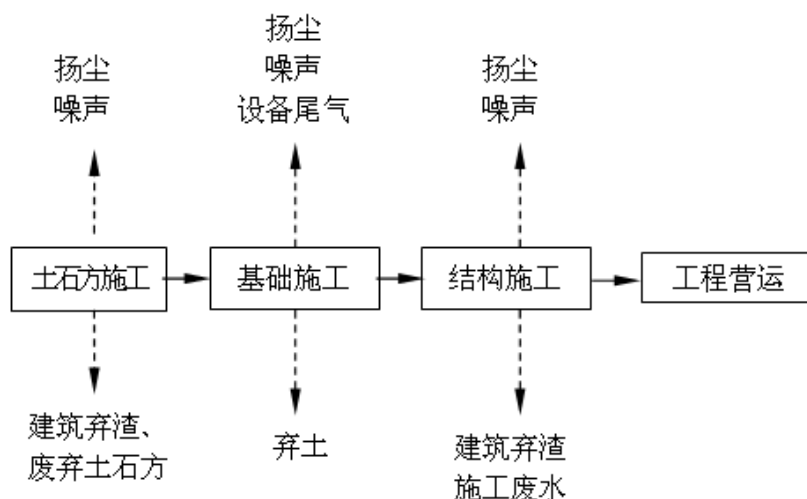 扬尘
噪声
扬尘
噪声
设备尾气
扬尘
噪声
土石方施工
基础施工
结构施工
工程营运
建筑弃渣、
废弃土石方
弃土
建筑弃渣
施工废水